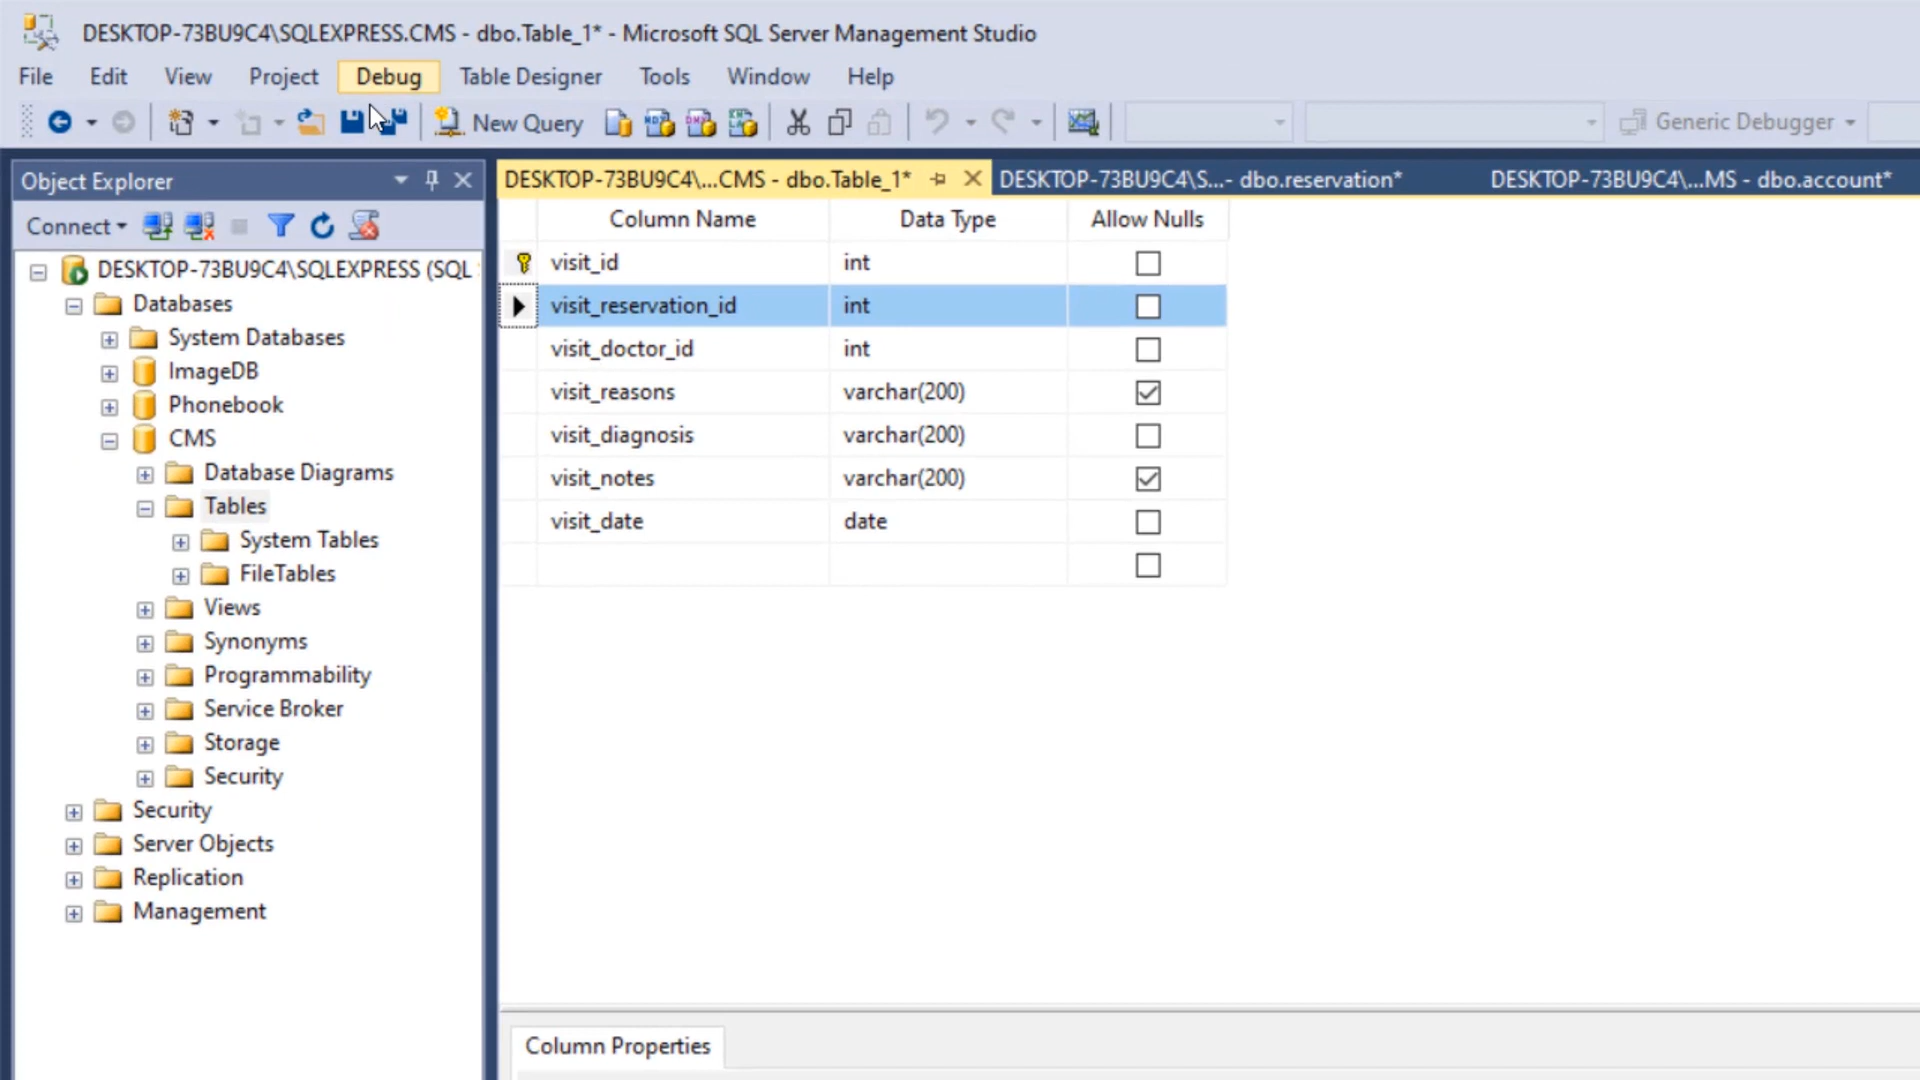 DESKTOP-73BU9C4\SQLEXPRESS.CMS - dbo.Table_1* - Microsoft SQL Server Management Studio
File Edit View Project Debug Table Designer Tools Window Help
New Query Generic Debugger
Object Explorer
DESKTOP-73BU9C4\...CMS - dbo.Table_1* DESKTOP-73BU9C4\S...- dbo.reservation* DESKTOP-73BU9C4\...MS - dbo.account*
Connect
DESKTOP-73BU9C4\SQLEXPRESS (SQL
Databases
System Databases
ImageDB
Phonebook
CMS
Database Diagrams
Tables
System Tables
FileTables
Views
Synonyms
Programmability
Service Broker
Storage
Security
Security
Server Objects
Replication
Management
Column Name Data Type Allow Nulls
visit_id int
visit_reservation_id int
visit_doctor_id int
visit_reasons varchar(200)
visit_diagnosis varchar(200)
visit_notes varchar(200)
visit_date date
Column Properties